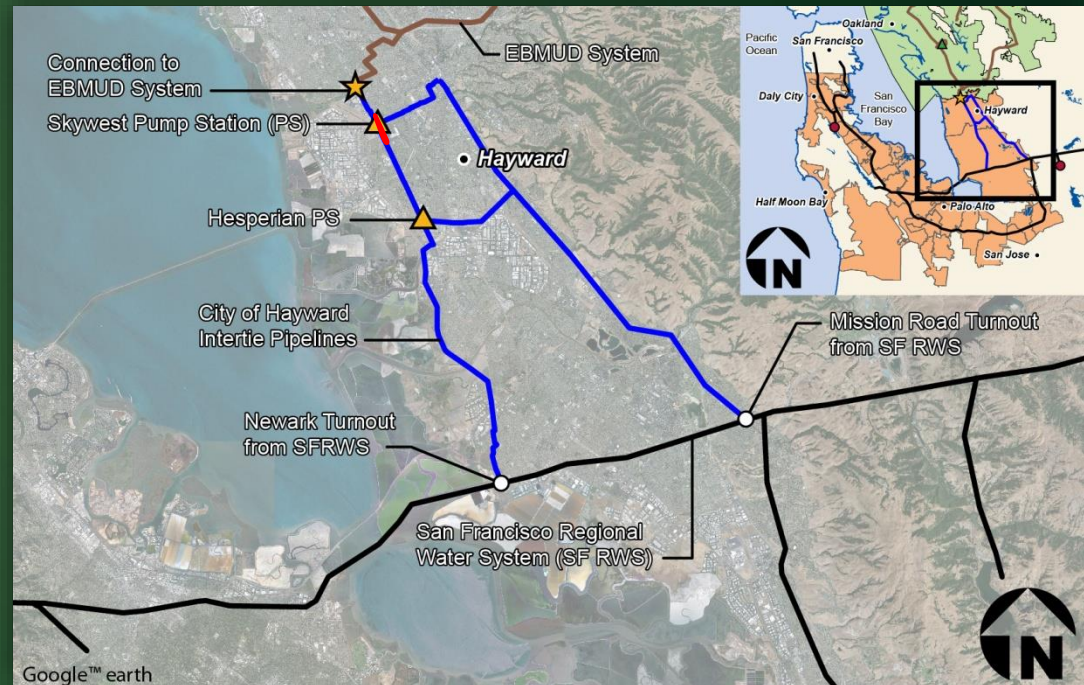 EBMUD System
Connection to
EBMUD System
Skywest Pump Station (PS)
Hayward
Hesperian PS
City of Hayward
Intertie Pipelines
Mission Road Turnout
from SF RWS
Newark Turnout
from SFRWS
San Francisco Regional
Water System (SF RWS)
N
Google™ earth
Oakland
Pacific
Ocean
San Francisco
Daly City
San
Francisco
Bay
Hayward
Half Moon Bay
Palo Alto
San Jose
N